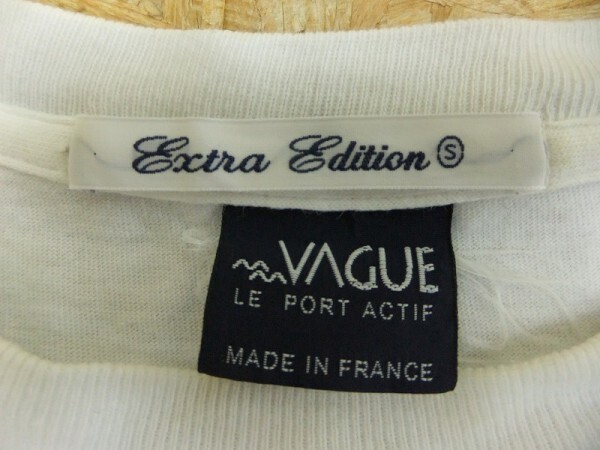 Extra Edition Ⓢ
VAGUE
LE PORT ACTIF
MADE IN FRANCE